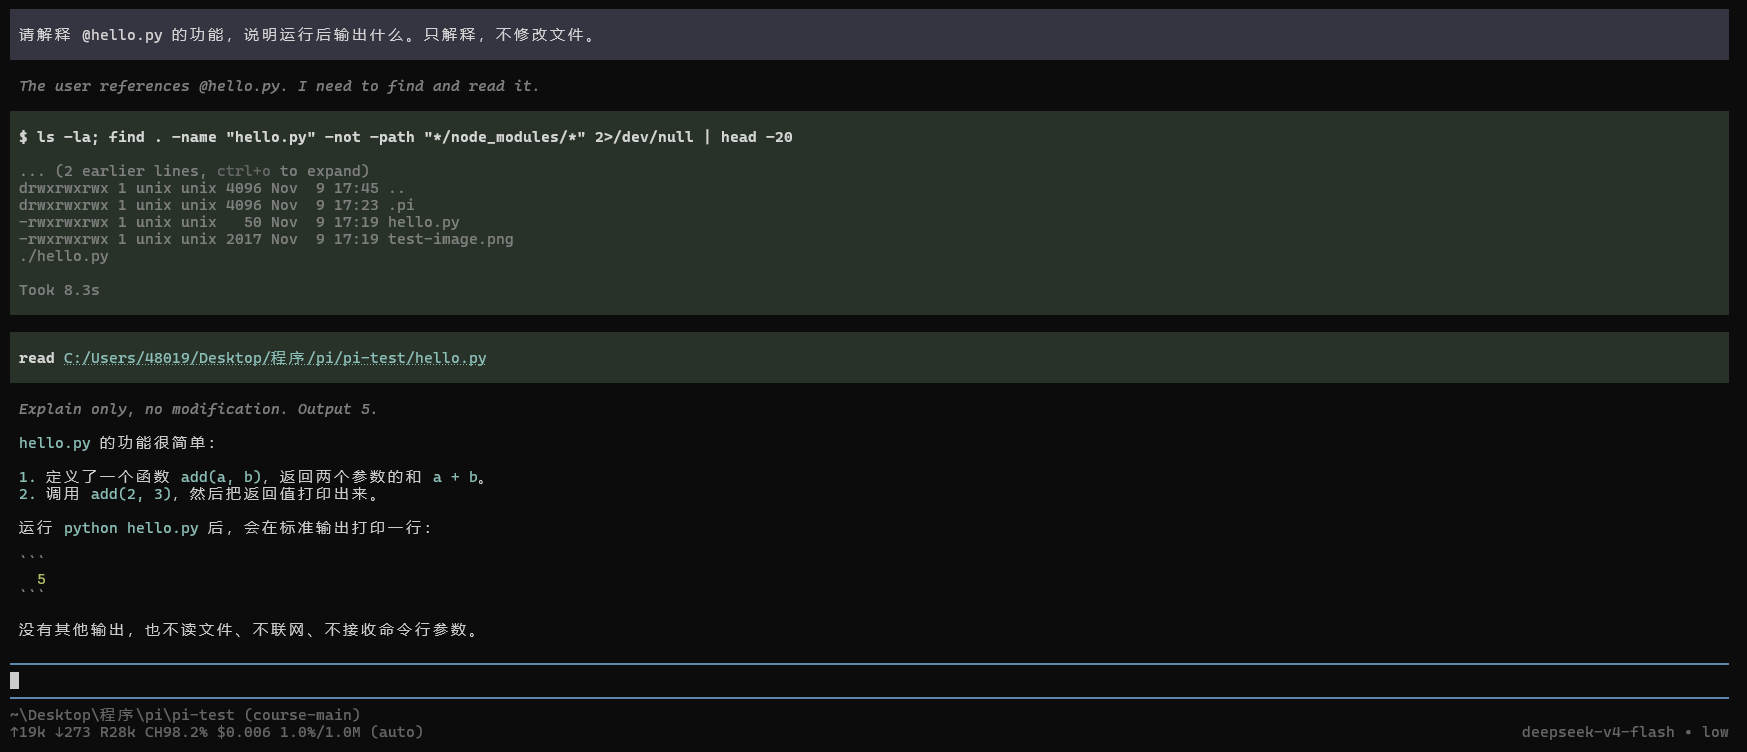 请解释 @hello.py 的功能，说明运行后输出什么。只解释，不修改文件。
The user references @hello.py. I need to find and read it.
$ ls -la; find . -name "hello.py" -not -path "*/node_modules/*" 2>/dev/null | head -20
... (2 earlier lines, ctrl+o to expand)
drwxrwxrwx 1 unix unix 4096 Nov  9 17:45 ..
drwxrwxrwx 1 unix unix 4096 Nov  9 17:23 .pi
-rwxrwxrwx 1 unix unix   50 Nov  9 17:19 hello.py
-rwxrwxrwx 1 unix unix 2017 Nov  9 17:19 test-image.png
./hello.py
Took 8.3s
read C:/Users/48019/Desktop/程序/pi/pi-test/hello.py
Explain only, no modification. Output 5.
hello.py 的功能很简单：
1. 定义了一个函数 add(a, b)，返回两个参数的和 a + b。
2. 调用 add(2, 3)，然后把返回值打印出来。
运行 python hello.py 后，会在标准输出打印一行：
```
5
```
没有其他输出，也不读文件、不联网、不接收命令行参数。
~\Desktop\程序\pi\pi-test (course-main)
↑19k ↓273 R28k CH98.2% $0.006 1.0%/1.0M (auto) deepseek-v4-flash • low